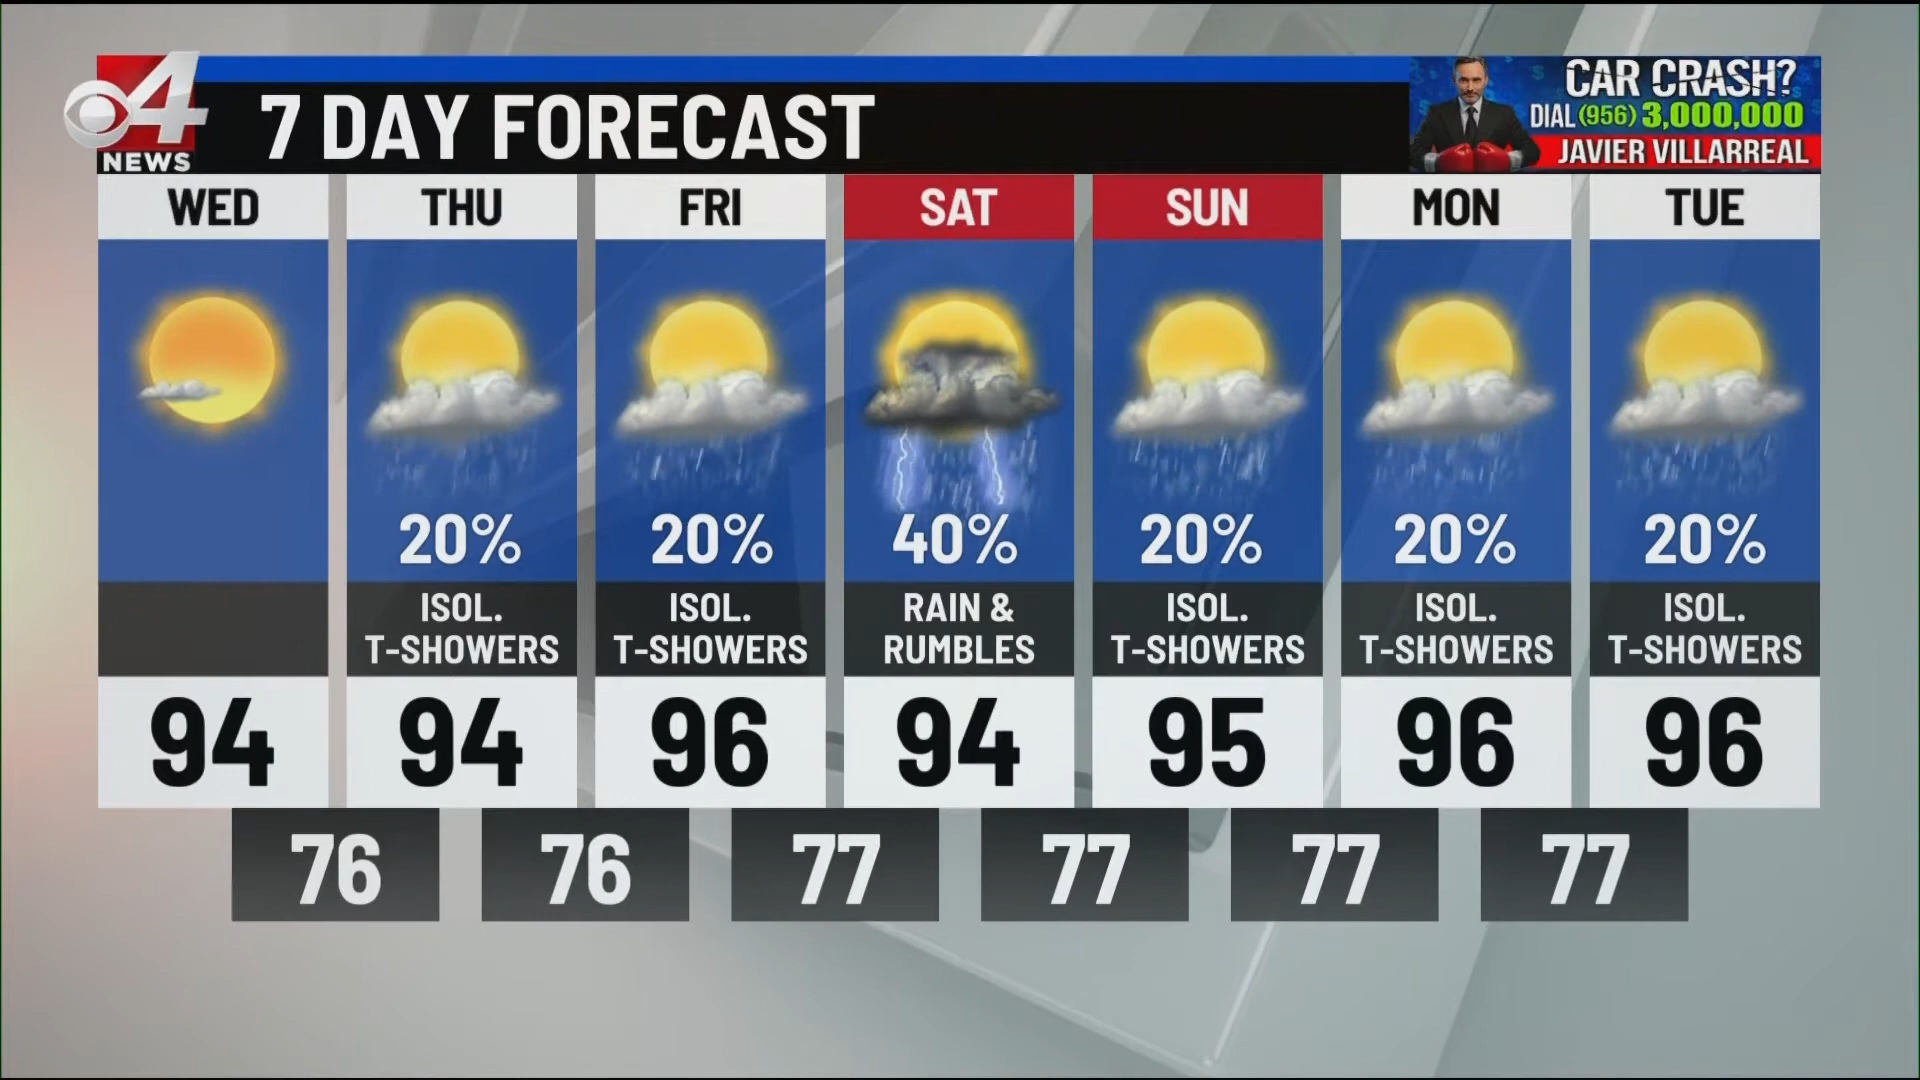 4
NEWS
7 DAY FORECAST
CAR CRASH?
DIAL (956) 3,000,000
JAVIER VILLARREAL
WED THU FRI SAT SUN MON TUE
20% 20% 40% 20% 20% 20%
ISOL. ISOL. RAIN & ISOL. ISOL. ISOL.
T-SHOWERS T-SHOWERS RUMBLES T-SHOWERS T-SHOWERS T-SHOWERS
94 94 96 94 95 96 96
76 76 77 77 77 77